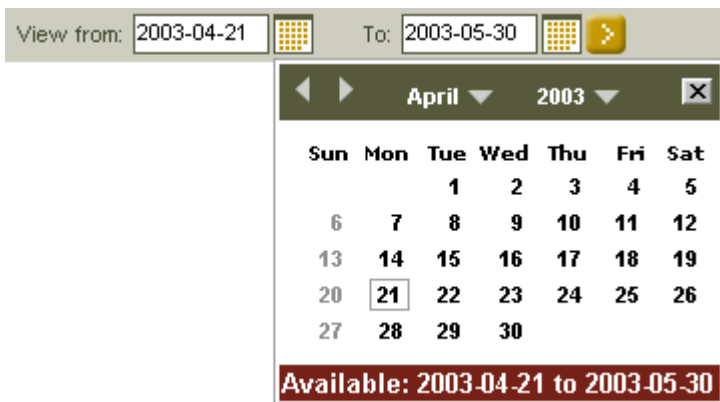 View from: 2003-04-21 To: 2003-05-30 >
April 2003 X
Sun Mon Tue Wed Thu Fri Sat
1 2 3 4 5
6 7 8 9 10 11 12
13 14 15 16 17 18 19
20 21 22 23 24 25 26
27 28 29 30
Available: 2003-04-21 to 2003-05-30